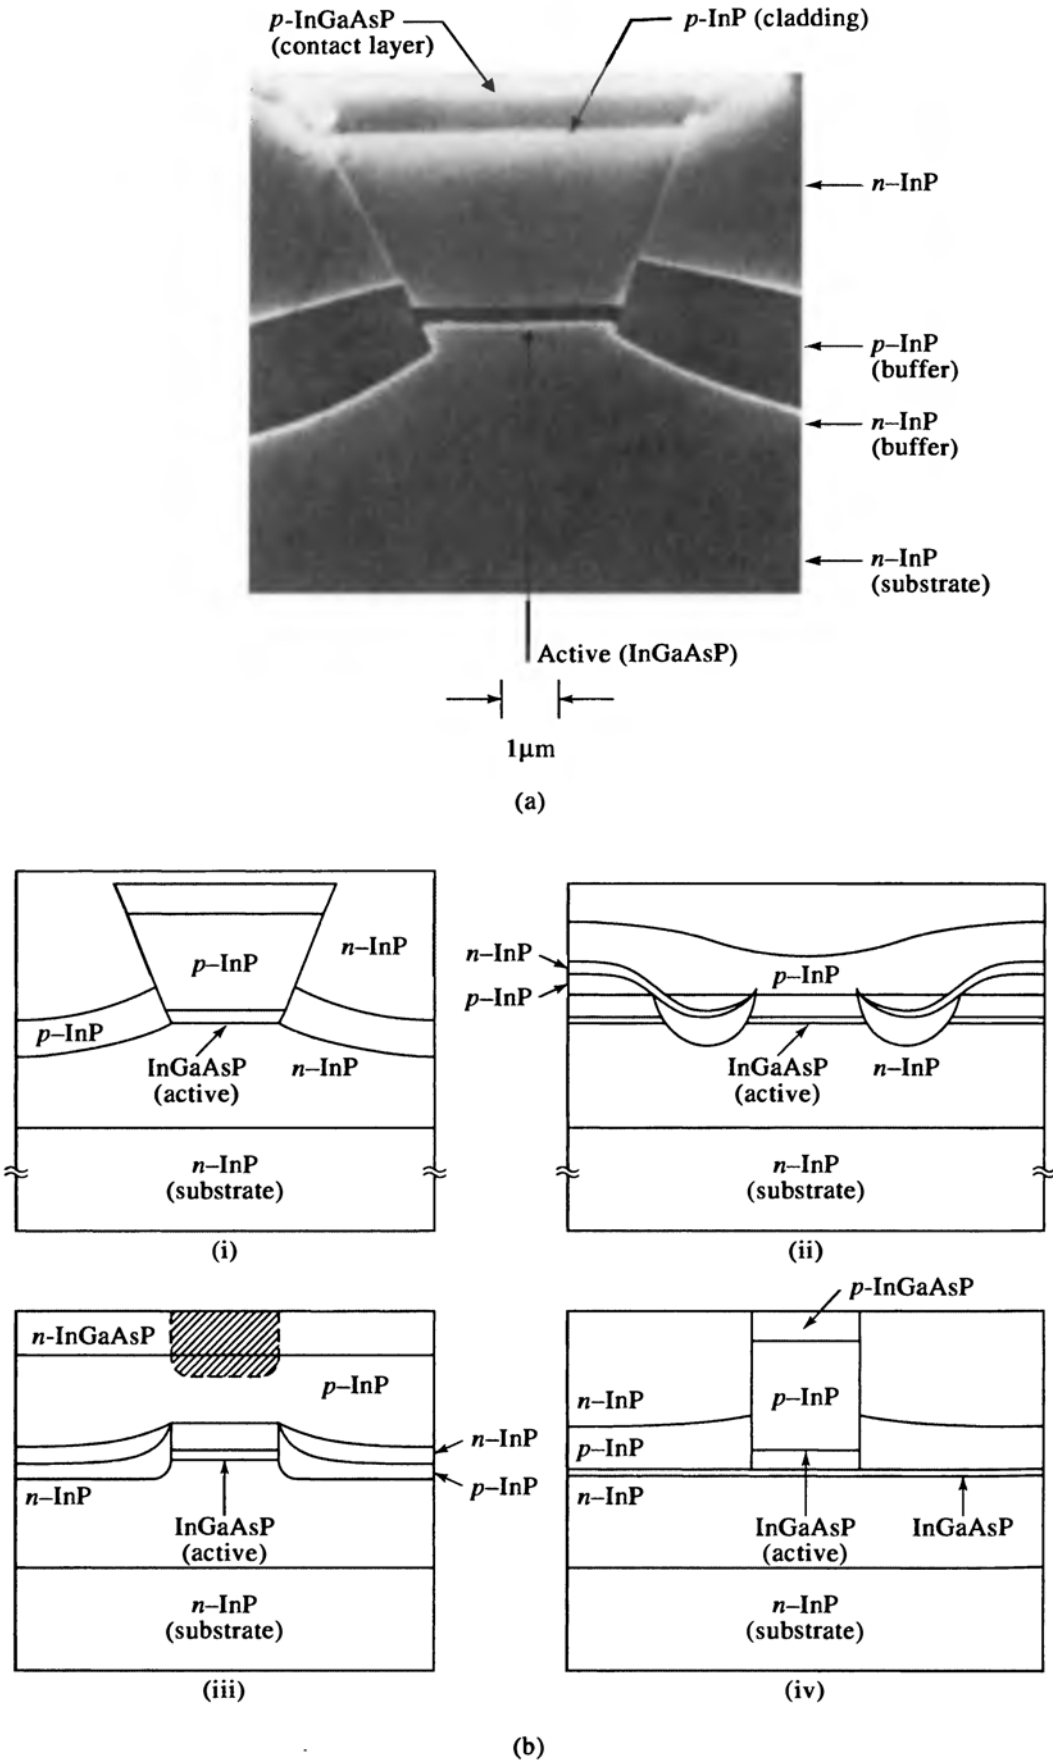 p-InGaAsP
(contact layer)
p-InP (cladding)
n–InP
p–InP
(buffer)
n–InP
(buffer)
n–InP
(substrate)
Active (InGaAsP)
1μm
(a)
n–InP
p–InP
p–InP
InGaAsP
(active)
n–InP
n–InP
(substrate)
(i)
n–InP
p–InP
p–InP
InGaAsP
(active)
n–InP
n–InP
(substrate)
(ii)
n-InGaAsP
p–InP
n–InP
p–InP
n–InP
InGaAsP
(active)
n–InP
(substrate)
(iii)
p-InGaAsP
n–InP
p–InP
p–InP
n–InP
InGaAsP
(active)
InGaAsP
n–InP
(substrate)
(iv)
(b)